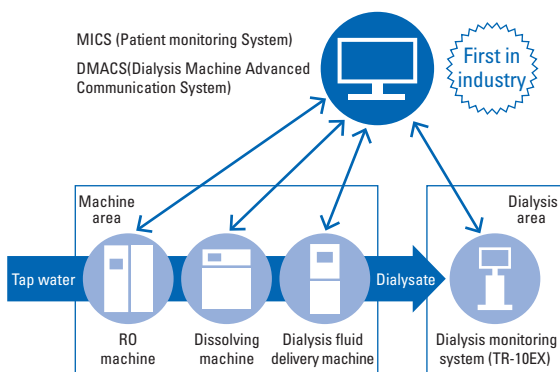 MICS (Patient monitoring System)
DMACS(Dialysis Machine Advanced
Communication System)
First in
industry
Machine
area
Dialysis
area
Tap water
Dialysate
RO
machine
Dissolving
machine
Dialysis fluid
delivery machine
Dialysis monitoring
system (TR-10EX)